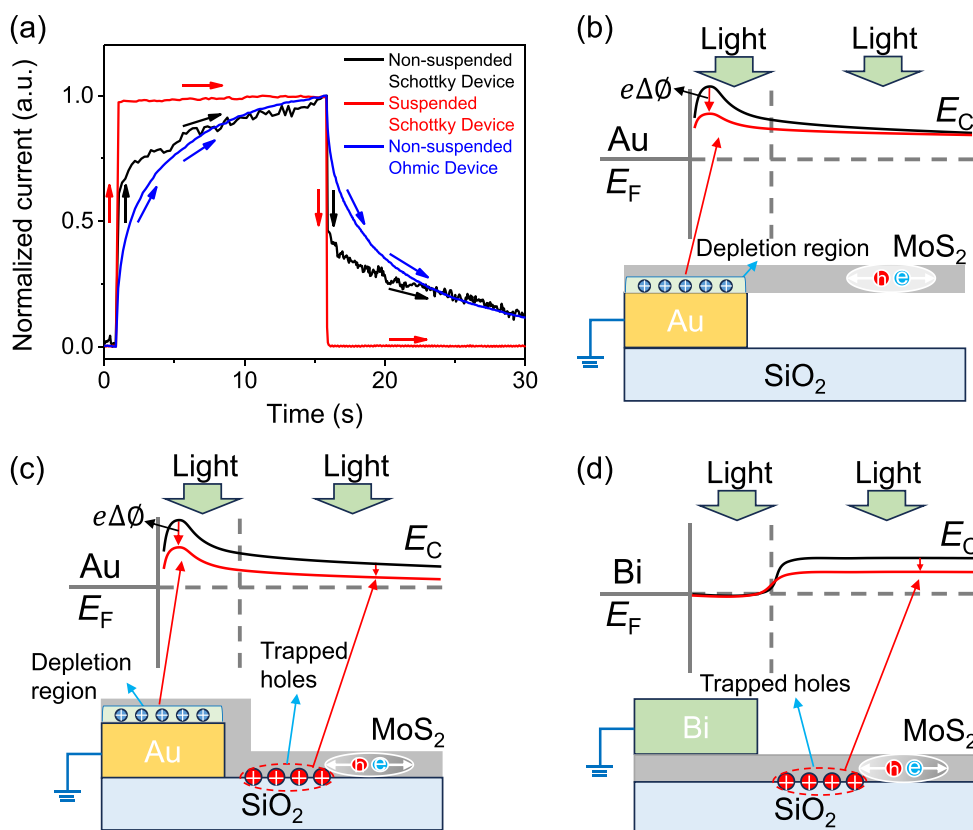 (a)
Normalized current (a.u.)
1.0
0.5
0.0
0
10
20
30
Time (s)
Non-suspended
Schottky Device
Suspended
Schottky Device
Non-suspended
Ohmic Device
(b)
Light
Light
eΔØ
Au
E_C
E_F
Depletion region
MoS₂
h e
Au
SiO₂
(c)
Light
Light
eΔØ
Au
E_C
E_F
Depletion
region
Trapped
holes
MoS₂
h e
Au
SiO₂
(d)
Light
Light
Bi
E_C
E_F
Trapped holes
MoS₂
Bi
h e
SiO₂